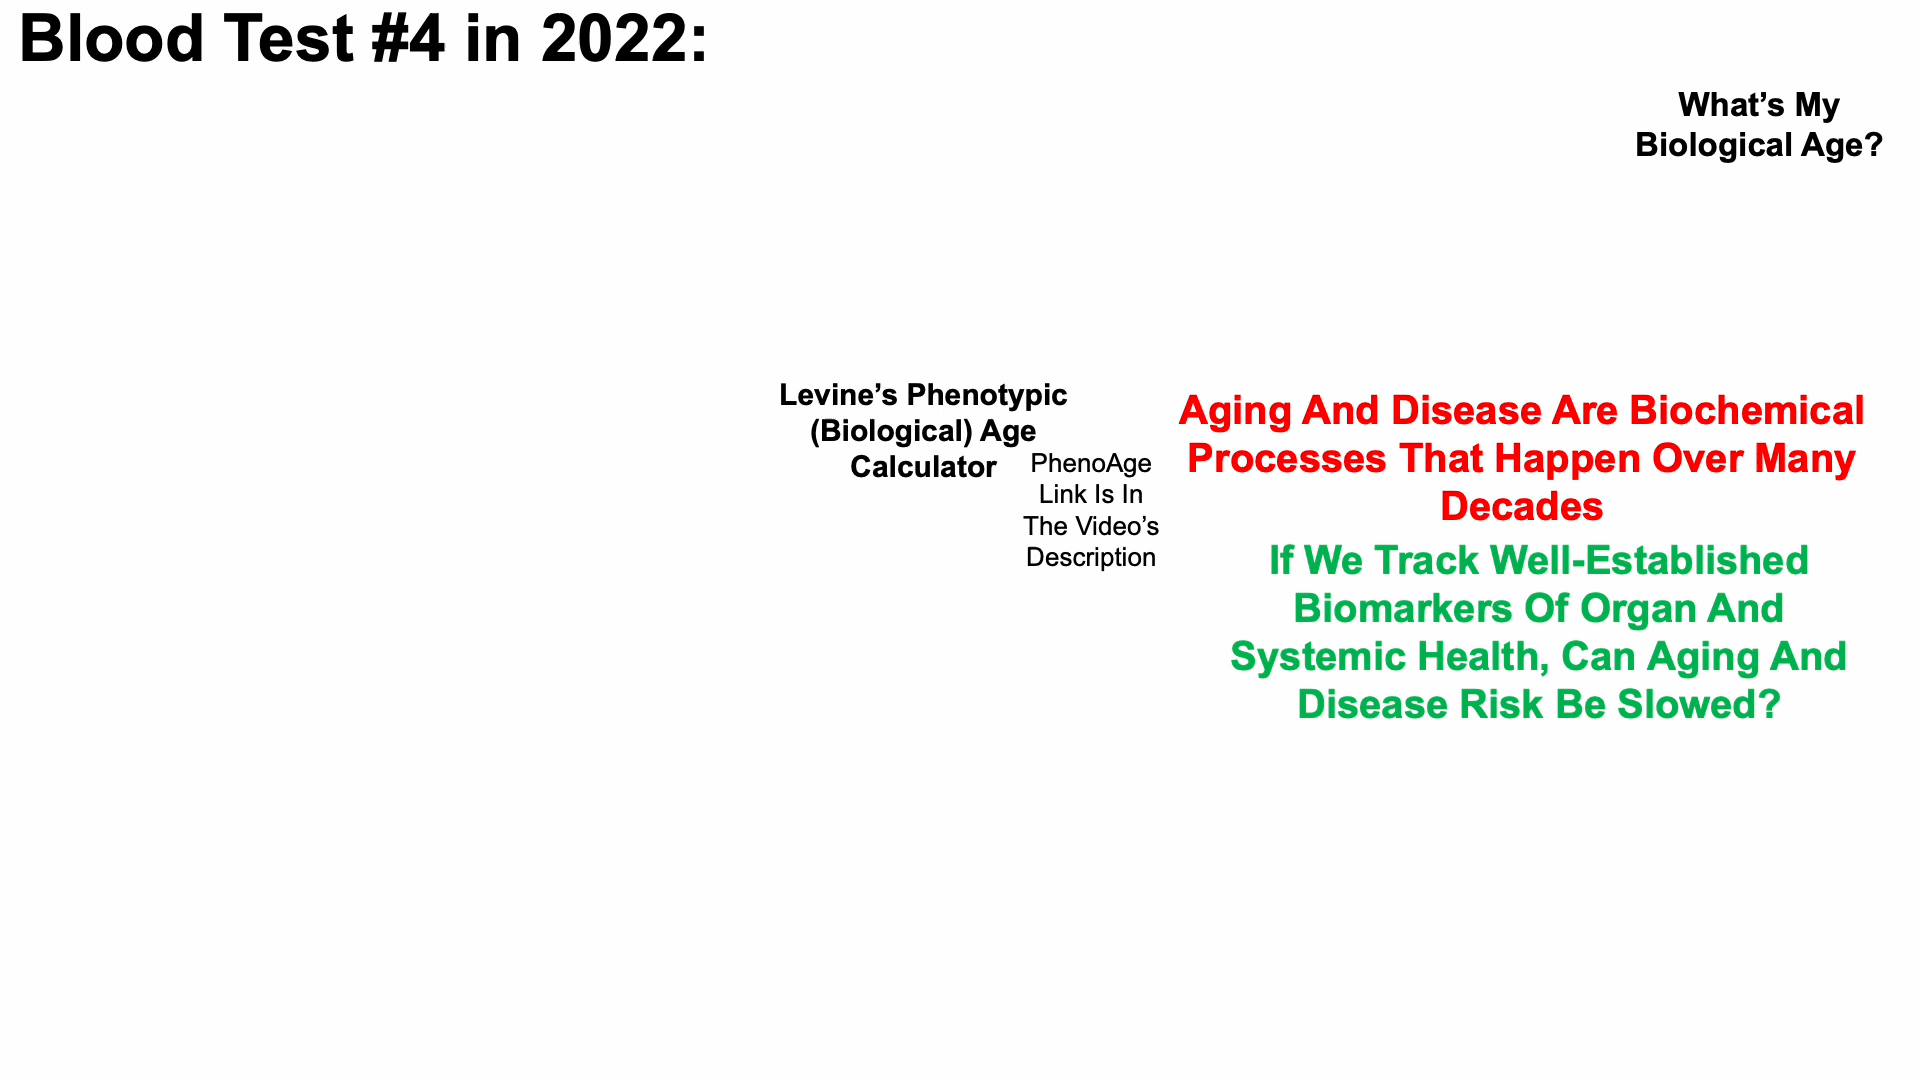 Blood Test #4 in 2022:
What’s My
Biological Age?
Levine’s Phenotypic
(Biological) Age
Calculator
PhenoAge
Link Is In
The Video’s
Description
Aging And Disease Are Biochemical
Processes That Happen Over Many
Decades
If We Track Well-Established
Biomarkers Of Organ And
Systemic Health, Can Aging And
Disease Risk Be Slowed?